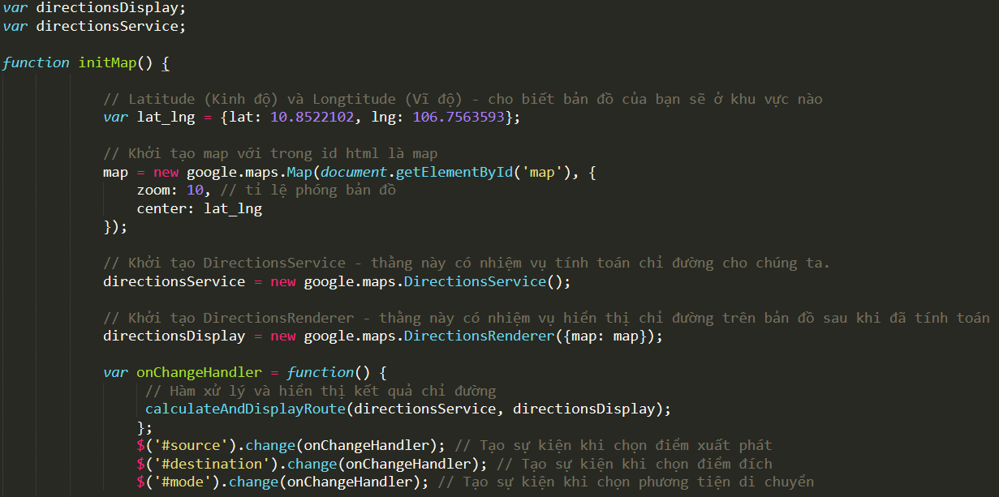 var directionsDisplay;
var directionsService;
function initMap() {
// Latitude (Kinh độ) và Longtitude (Vĩ độ) - cho biết bản đồ của bạn sẽ ở khu vực nào
var lat_lng = {lat: 10.8522102, lng: 106.7563593};
// Khởi tạo map với trong id html là map
map = new google.maps.Map(document.getElementById('map'), {
zoom: 10, // tỉ lệ phóng bản đồ
center: lat_lng
});
// Khởi tạo DirectionsService - thằng này có nhiệm vụ tính toán chỉ đường cho chúng ta.
directionsService = new google.maps.DirectionsService();
// Khởi tạo DirectionsRenderer - thằng này có nhiệm vụ hiển thị chỉ đường trên bản đồ sau khi đã tính toán
directionsDisplay = new google.maps.DirectionsRenderer({map: map});
var onChangeHandler = function() {
// Hàm xử lý và hiển thị kết quả chỉ đường
calculateAndDisplayRoute(directionsService, directionsDisplay);
};
$('#source').change(onChangeHandler); // Tạo sự kiện khi chọn điểm xuất phát
$('#destination').change(onChangeHandler); // Tạo sự kiện khi chọn điểm đích
$('#mode').change(onChangeHandler); // Tạo sự kiện khi chọn phương tiện di chuyển